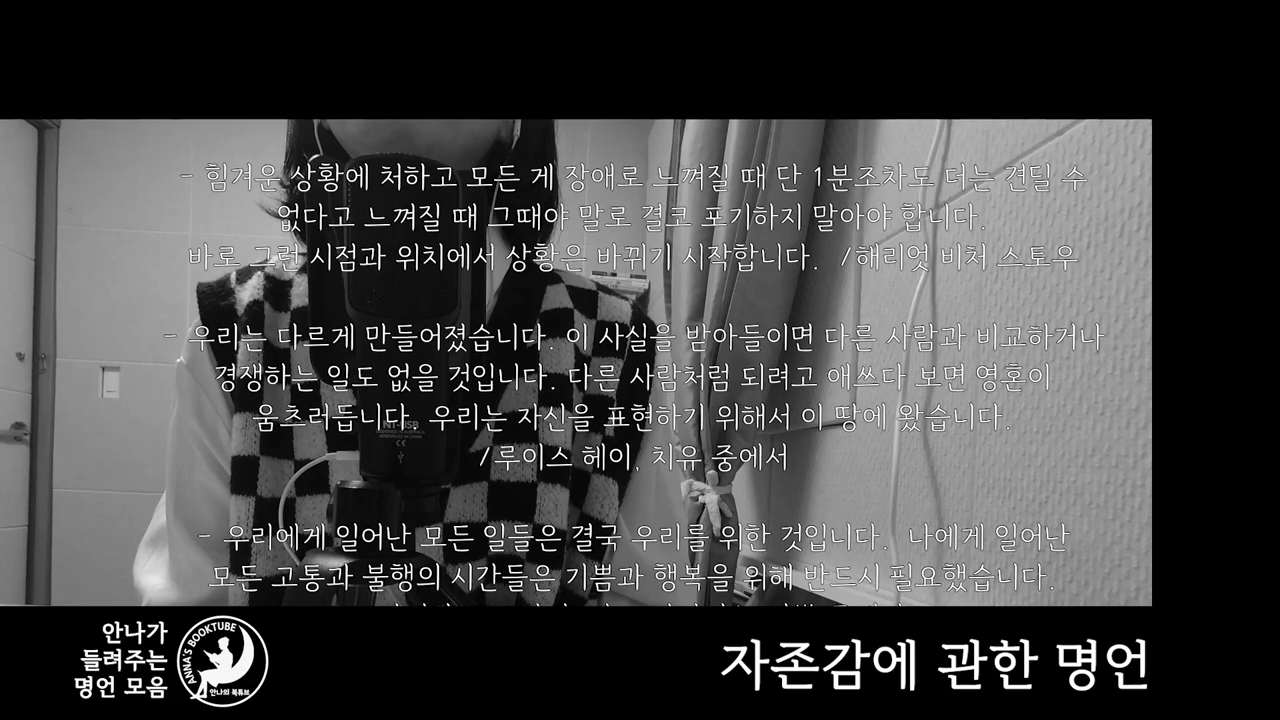 - 힘겨운 상황에 처하고 모든 게 장애로 느껴질 때 단 1분조차도 더는 견딜 수
없다고 느껴질 때 그때야 말로 결코 포기하지 말아야 합니다.
바로 그런 시점과 위치에서 상황은 바뀌기 시작합니다. /해리엇 비처 스토우
- 우리는 다르게 만들어졌습니다. 이 사실을 받아들이면 다른 사람과 비교하거나
경쟁하는 일도 없을 것입니다. 다른 사람처럼 되려고 애쓰다 보면 영혼이
움츠러듭니다. 우리는 자신을 표현하기 위해서 이 땅에 왔습니다.
NT-USB
/루이스 헤이, 치유 중에서
- 우리에게 일어난 모든 일들은 결국 우리를 위한 것입니다. 나에게 일어난
모든 고통과 불행의 시간들은 기쁨과 행복을 위해 반드시 필요했습니다.
안나가
들려주는
명언 모음
ANNA'S BOOKTUBE
안나의 북튜브
자존감에 관한 명언